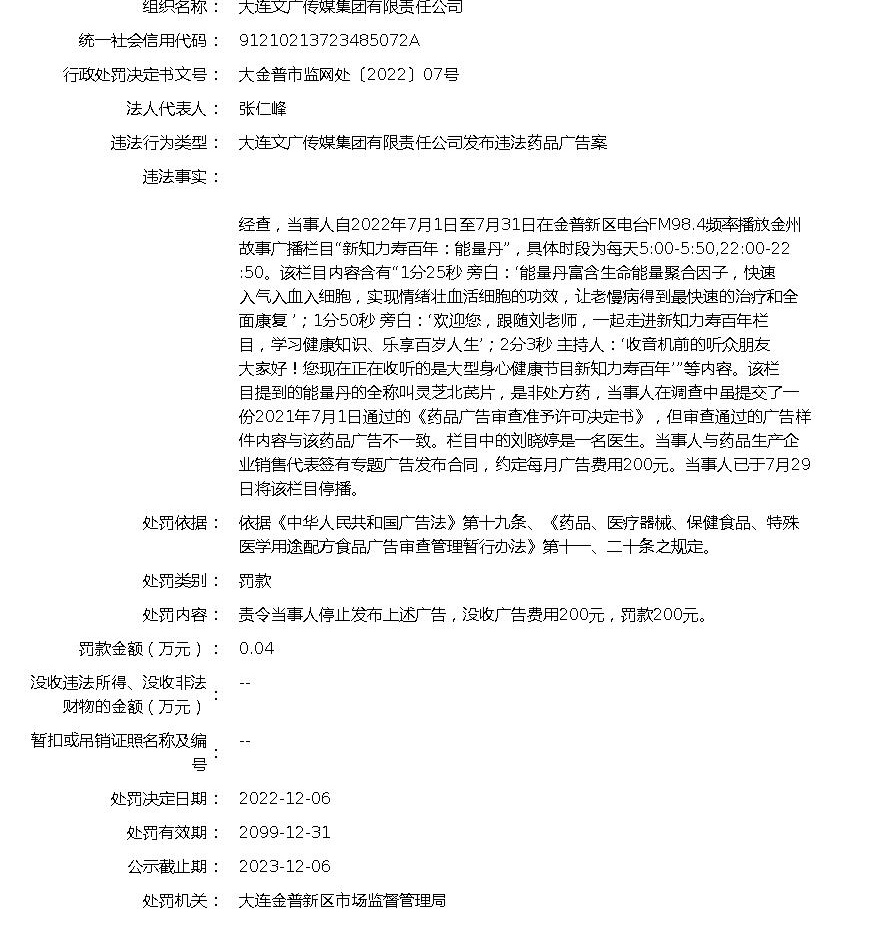 组织名称： 大连文广传媒集团有限责任公司
统一社会信用代码： 91210213723485072A
行政处罚决定书文号： 大金普市监网处〔2022〕07号
法人代表人： 张仁峰
违法行为类型： 大连文广传媒集团有限责任公司发布违法药品广告案
违法事实：
经查，当事人自2022年7月1日至7月31日在金普新区电台FM98.4频率播放金州
故事广播栏目“新知力寿百年：能量丹”，具体时段为每天5:00-5:50,22:00-22
:50。该栏目内容含有“1分25秒 旁白：‘能量丹富含生命能量聚合因子，快速
入气入血入细胞，实现情绪壮血活细胞的功效，让老慢病得到最快速的治疗和全
面康复’；1分50秒 旁白：‘欢迎您，跟随刘老师，一起走进新知力寿百年栏
目，学习健康知识、乐享百岁人生’；2分3秒 主持人：‘收音机前的听众朋友
大家好！您现在正在收听的是大型身心健康节目新知力寿百年’”等内容。该栏
目提到的能量丹的全称叫灵芝北芪片，是非处方药，当事人在调查中虽提交了一
份2021年7月1日通过的《药品广告审查准予许可决定书》，但审查通过的广告样
件内容与该药品广告不一致。栏目中的刘晓婷是一名医生。当事人与药品生产企
业销售代表签有专题广告发布合同，约定每月广告费用200元。当事人已于7月29
日将该栏目停播。
处罚依据： 依据《中华人民共和国广告法》第十九条、《药品、医疗器械、保健食品、特殊
医学用途配方食品广告审查管理暂行办法》第十一、二十条之规定。
处罚类别： 罚款
处罚内容： 责令当事人停止发布上述广告，没收广告费用200元，罚款200元。
罚款金额（万元）： 0.04
没收违法所得、没收非法
财物的金额（万元）： --
暂扣或吊销证照名称及编
号： --
处罚决定日期： 2022-12-06
处罚有效期： 2099-12-31
公示截止期： 2023-12-06
处罚机关： 大连金普新区市场监督管理局